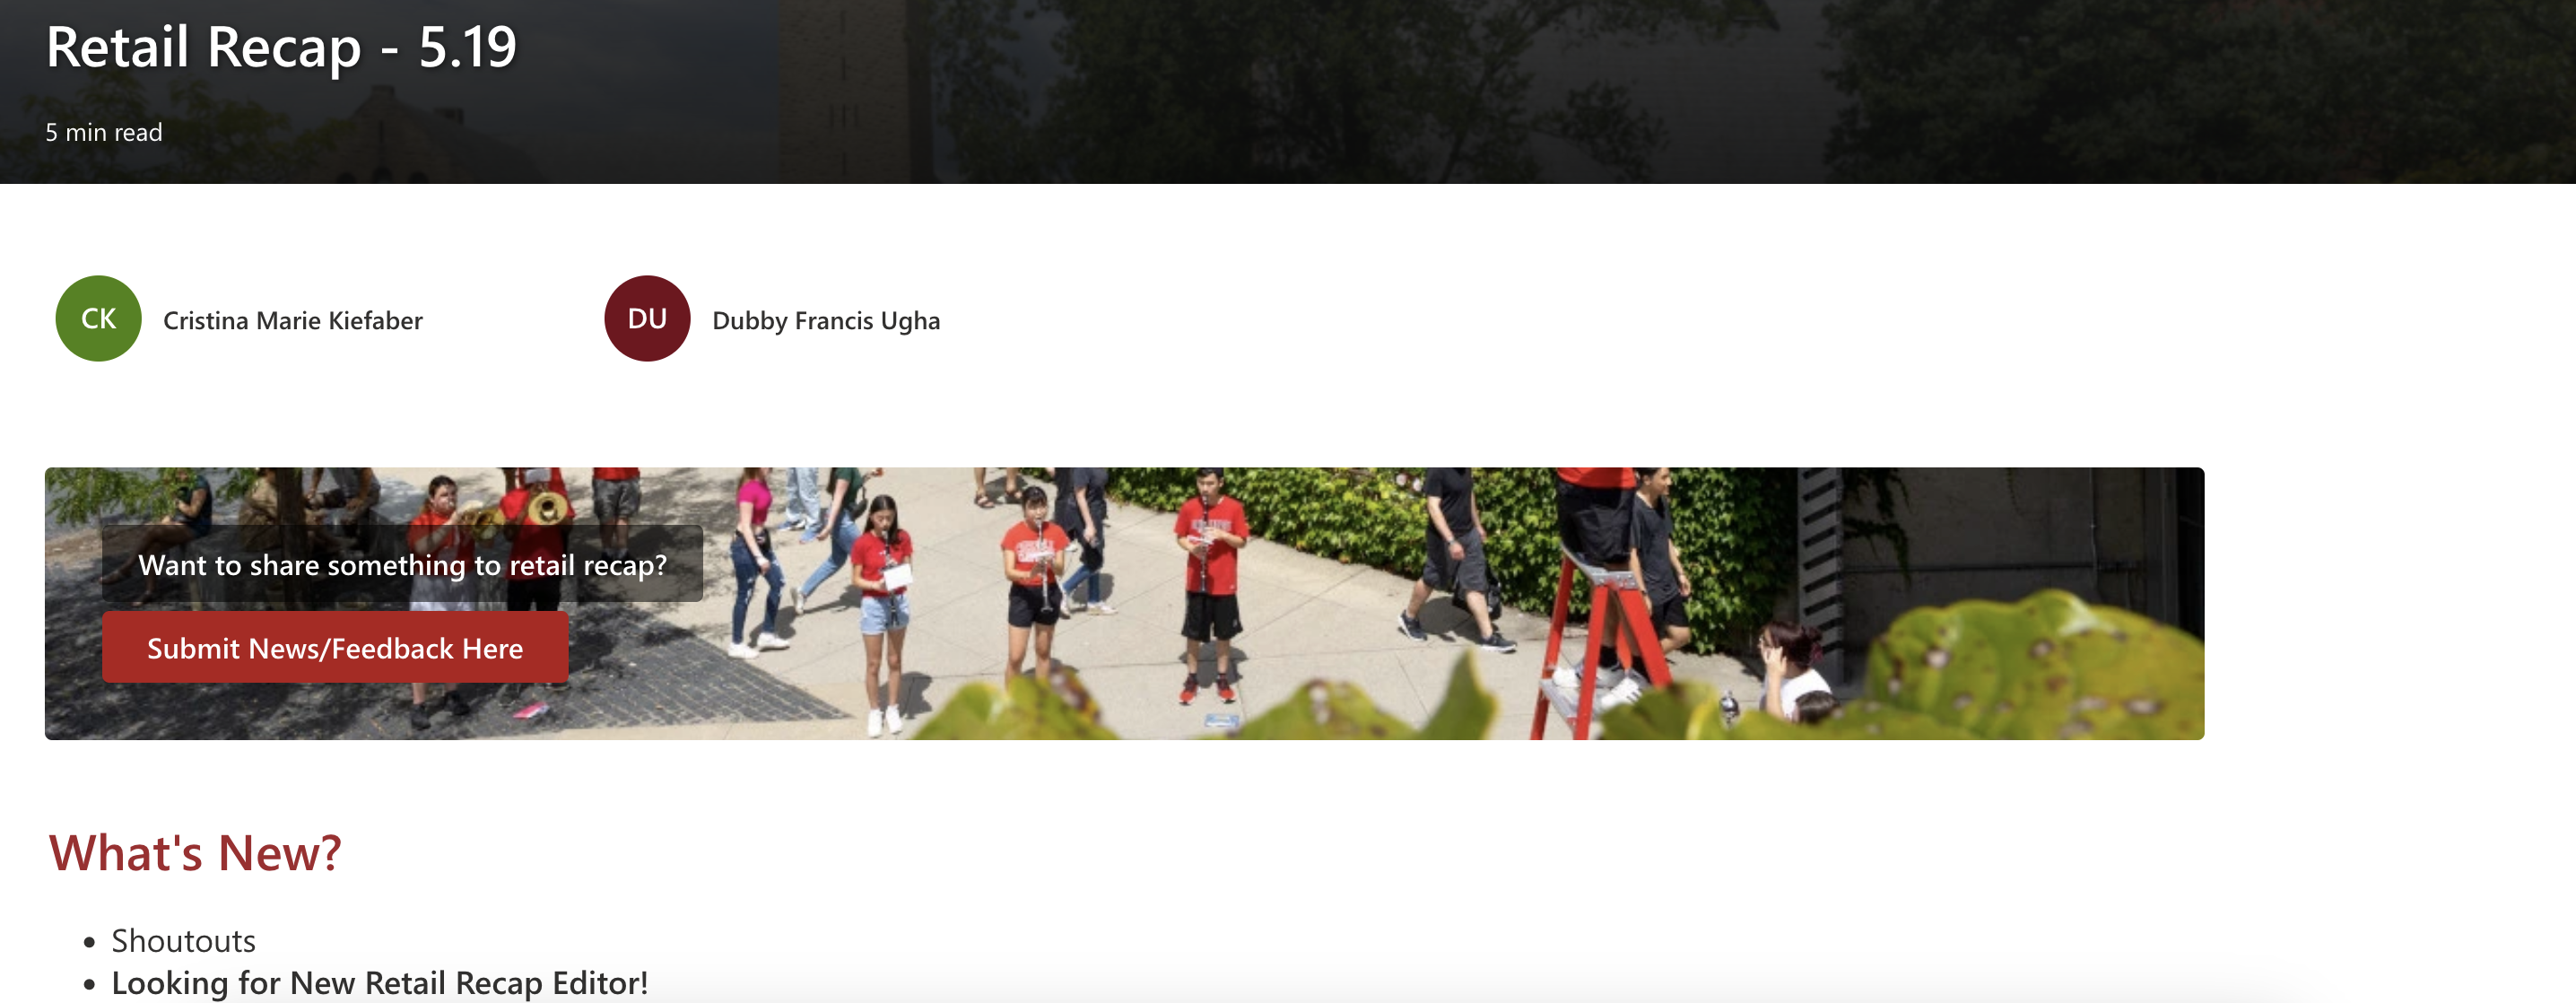 Retail Recap - 5.19
5 min read
CK
Cristina Marie Kiefaber
DU
Dubby Francis Ugha
Want to share something to retail recap?
Submit News/Feedback Here
What's New?
• Shoutouts
• Looking for New Retail Recap Editor!